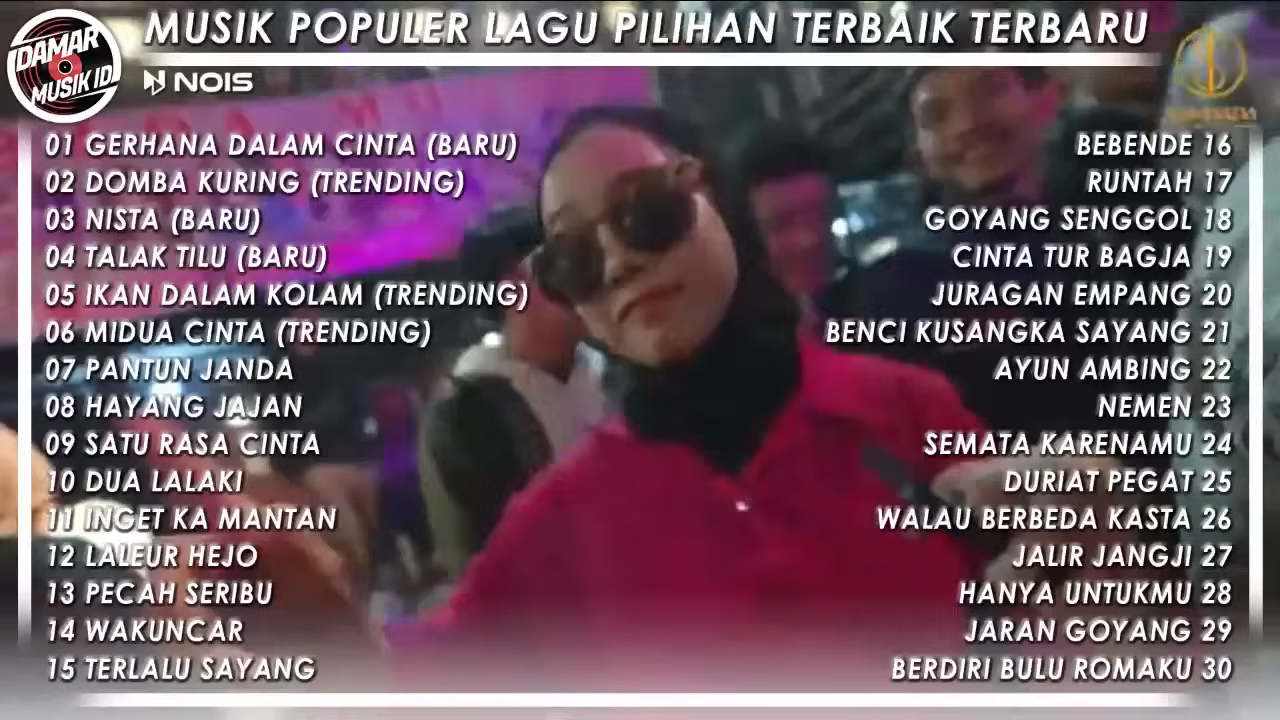 DAMAR
MUSIK ID
MUSIK POPULER LAGU PILIHAN TERBAIK TERBARU
NOIS
01 GERHANA DALAM CINTA (BARU)
02 DOMBA KURING (TRENDING)
03 NISTA (BARU)
04 TALAK TILU (BARU)
05 IKAN DALAM KOLAM (TRENDING)
06 MIDUA CINTA (TRENDING)
07 PANTUN JANDA
08 HAYANG JAJAN
09 SATU RASA CINTA
10 DUA LALAKI
11 INGET KA MANTAN
12 LALEUR HEJO
13 PECAH SERIBU
14 WAKUNCAR
15 TERLALU SAYANG
BEBENDE 16
RUNTAH 17
GOYANG SENGGOL 18
CINTA TUR BAGJA 19
JURAGAN EMPANG 20
BENCI KUSANGKA SAYANG 21
AYUN AMBING 22
NEMEN 23
SEMATA KARENAMU 24
DURIAT PEGAT 25
WALAU BERBEDA KASTA 26
JALIR JANGJI 27
HANYA UNTUKMU 28
JARAN GOYANG 29
BERDIRI BULU ROMAKU 30